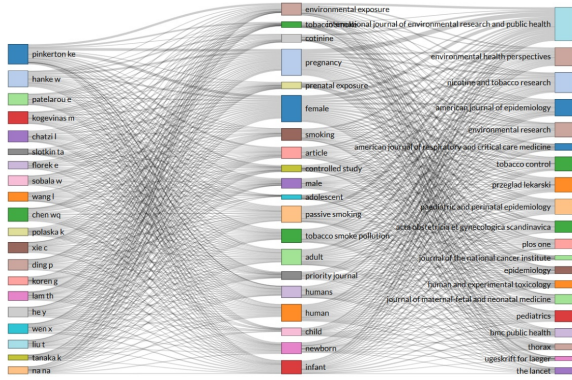 pinkerton ke
hanke w
patelarou e
kogevinas m
chatzi l
slotkin ta
florek e
sobala w
wang l
chen wq
polaska k
xie c
ding p
koren g
lam th
he y
wen x
liu t
tanaka k
na na
environmental exposure
tobacco smoke
cotinine
pregnancy
prenatal exposure
female
smoking
article
controlled study
male
adolescent
passive smoking
tobacco smoke pollution
adult
priority journal
humans
human
child
newborn
infant
international journal of environmental research and public health
environmental health perspectives
nicotine and tobacco research
american journal of epidemiology
environmental research
american journal of respiratory and critical care medicine
tobacco control
przeglad lekarski
paediatric and perinatal epidemiology
acta obstetricia et gynecologica scandinavica
plos one
journal of the national cancer institute
epidemiology
human and experimental toxicology
journal of maternal-fetal and neonatal medicine
pediatrics
bmc public health
thorax
ugeskrift for laeger
the lancet